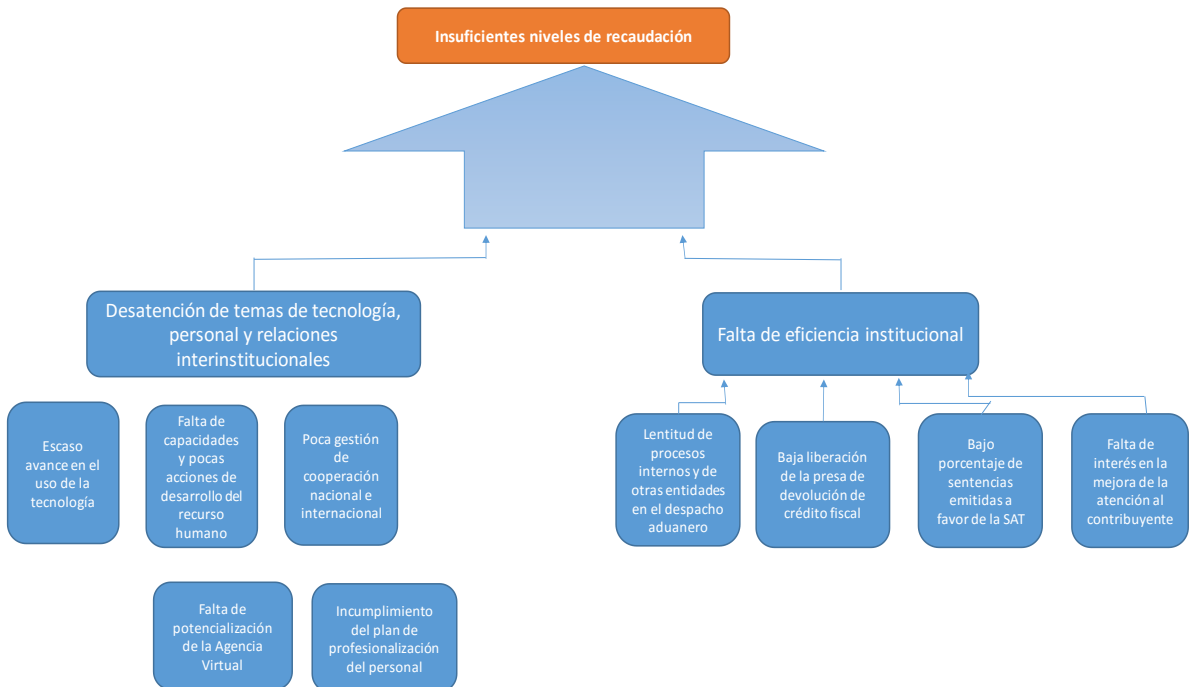 Insuficientes niveles de recaudación
Desatención de temas de tecnología,
personal y relaciones
interinstitucionales
Falta de eficiencia institucional
Escaso
avance en el
uso de la
tecnología
Falta de
capacidades
y pocas
acciones de
desarrollo del
recurso
humano
Poca gestión
de
cooperación
nacional e
internacional
Lentitud de
procesos
internos y de
otras entidades
en el despacho
aduanero
Baja liberación
de la presa de
devolución de
crédito fiscal
Bajo
porcentaje de
sentencias
emitidas a
favor de la SAT
Falta de
interés en la
mejora de la
atención al
contribuyente
Falta de
potencialización
de la Agencia
Virtual
Incumplimiento
del plan de
profesionalización
del personal